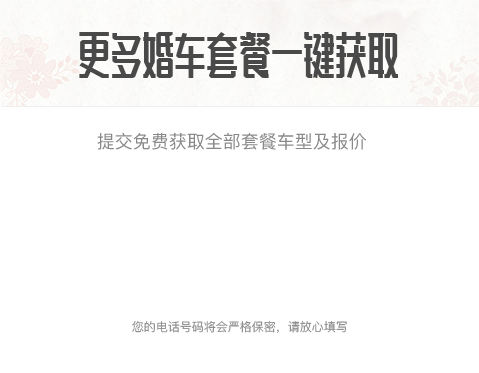 更多婚车套餐一键获取
提交免费获取全部套餐车型及报价
您的电话号码将会严格保密，请放心填写